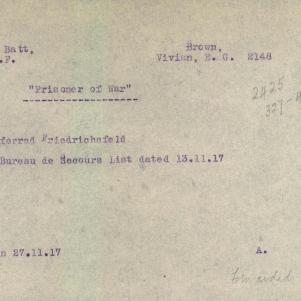 Batt, Brown,
.F. Vivian, E. G. 2148
"Prisoner of War"
2425
ferred Friedrichsfeld
Bureau de Secours List dated 13.11.17
n 27.11.17 A.